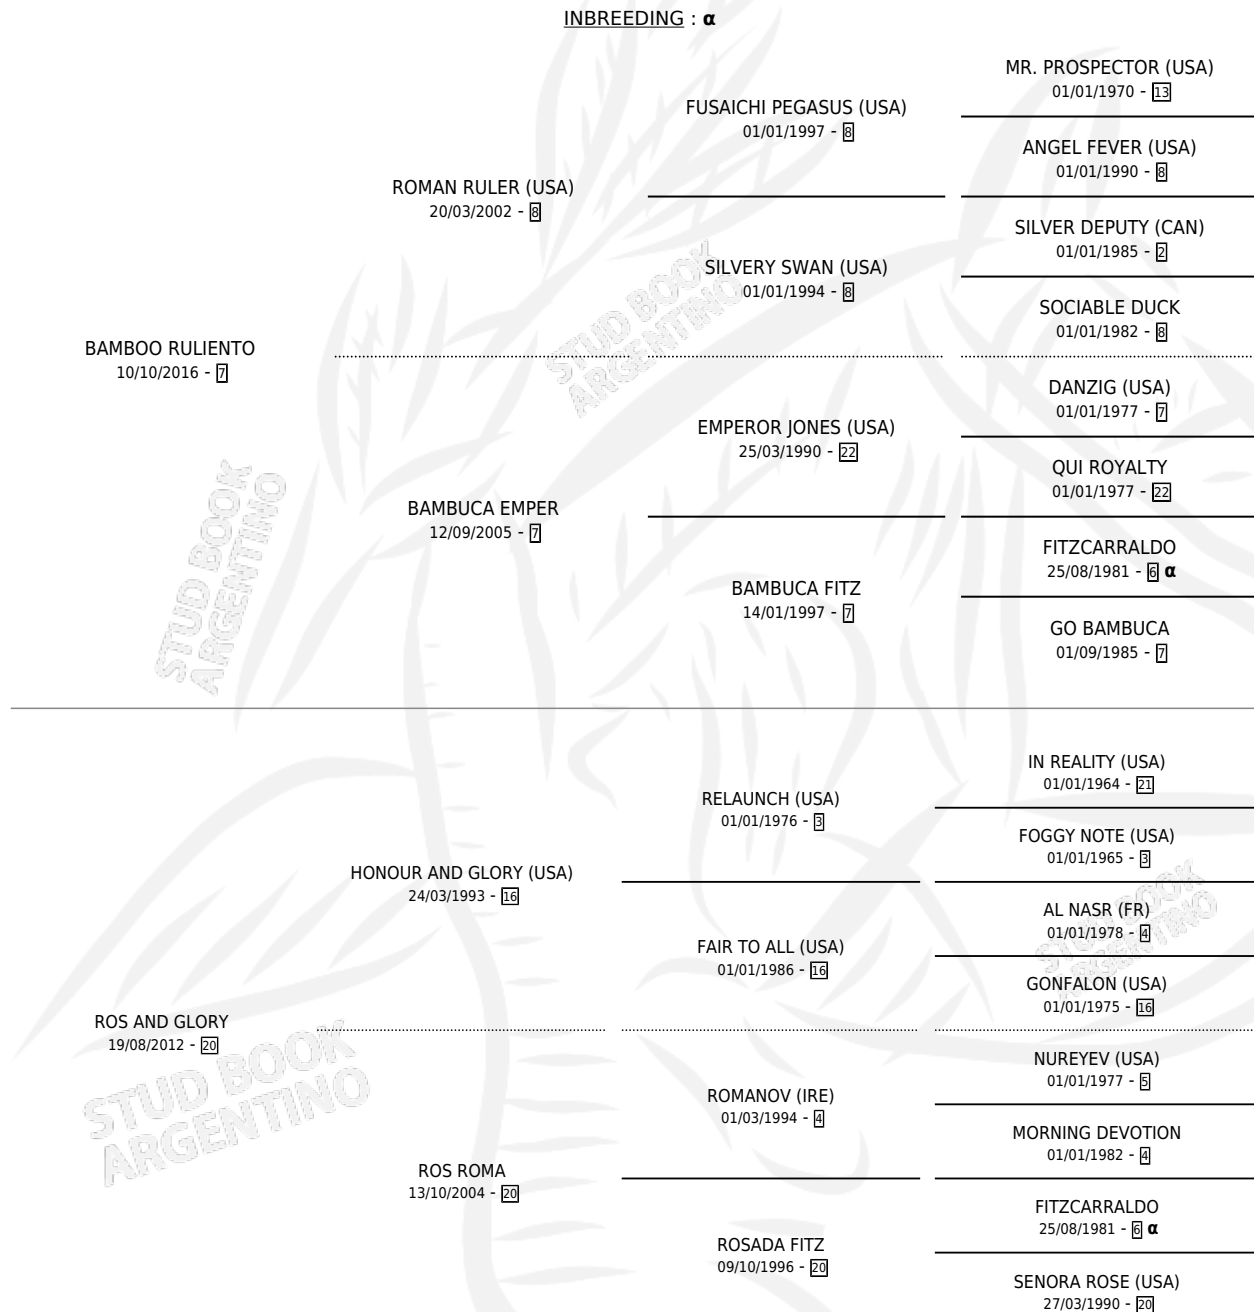 INBREEDING : α
MR. PROSPECTOR (USA)
01/01/1970 - 13
FUSAICHI PEGASUS (USA)
01/01/1997 - 8
ANGEL FEVER (USA)
01/01/1990 - 8
ROMAN RULER (USA)
20/03/2002 - 8
SILVER DEPUTY (CAN)
01/01/1985 - 2
SILVERY SWAN (USA)
01/01/1994 - 8
SOCIABLE DUCK
01/01/1982 - 8
BAMBOO RULIENTO
10/10/2016 - 7
DANZIG (USA)
01/01/1977 - 7
EMPEROR JONES (USA)
25/03/1990 - 22
QUI ROYALTY
01/01/1977 - 22
BAMBUCA EMPER
12/09/2005 - 7
FITZCARRALDO
25/08/1981 - 6 α
BAMBUCA FITZ
14/01/1997 - 7
GO BAMBUCA
01/09/1985 - 7
IN REALITY (USA)
01/01/1964 - 21
RELAUNCH (USA)
01/01/1976 - 3
FOGGY NOTE (USA)
01/01/1965 - 3
HONOUR AND GLORY (USA)
24/03/1993 - 16
AL NASR (FR)
01/01/1978 - 4
FAIR TO ALL (USA)
01/01/1986 - 16
GONFALON (USA)
01/01/1975 - 16
ROS AND GLORY
19/08/2012 - 20
NUREYEV (USA)
01/01/1977 - 5
ROMANOV (IRE)
01/03/1994 - 4
MORNING DEVOTION
01/01/1982 - 4
ROS ROMA
13/10/2004 - 20
FITZCARRALDO
25/08/1981 - 6 α
ROSADA FITZ
09/10/1996 - 20
SENORA ROSE (USA)
27/03/1990 - 20
STUD BOOK
ARGENTINO
STUD BOOK
ARGENTINO
STUD BOOK
ARGENTINO
STUD BOOK
ARGENTINO